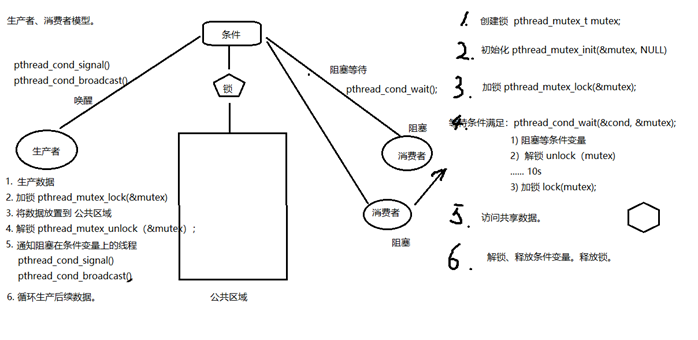 生产者、消费者模型。
条件
pthread_cond_signal()
pthread_cond_broadcast()
唤醒
锁
阻塞等待
pthread_cond_wait();
生产者
阻塞
消费者
消费者
阻塞
公共区域
1. 生产数据
2. 加锁 pthread_mutex_lock(&mutex)
3. 将数据放置到 公共区域
4. 解锁 pthread_mutex_unlock（&mutex）;
5. 通知阻塞在条件变量上的线程
pthread_cond_signal()
pthread_cond_broadcast()
6. 循环生产后续数据。
1. 创建锁 pthread_mutex_t mutex;
2. 初始化 pthread_mutex_init(&mutex, NULL)
3. 加锁 pthread_mutex_lock(&mutex);
4. 等待条件满足：pthread_cond_wait(&cond, &mutex);
1) 阻塞等条件变量
2）解锁 unlock（mutex)
...... 10s
3) 加锁 lock(mutex);
5. 访问共享数据。
6. 解锁、释放条件变量。释放锁。